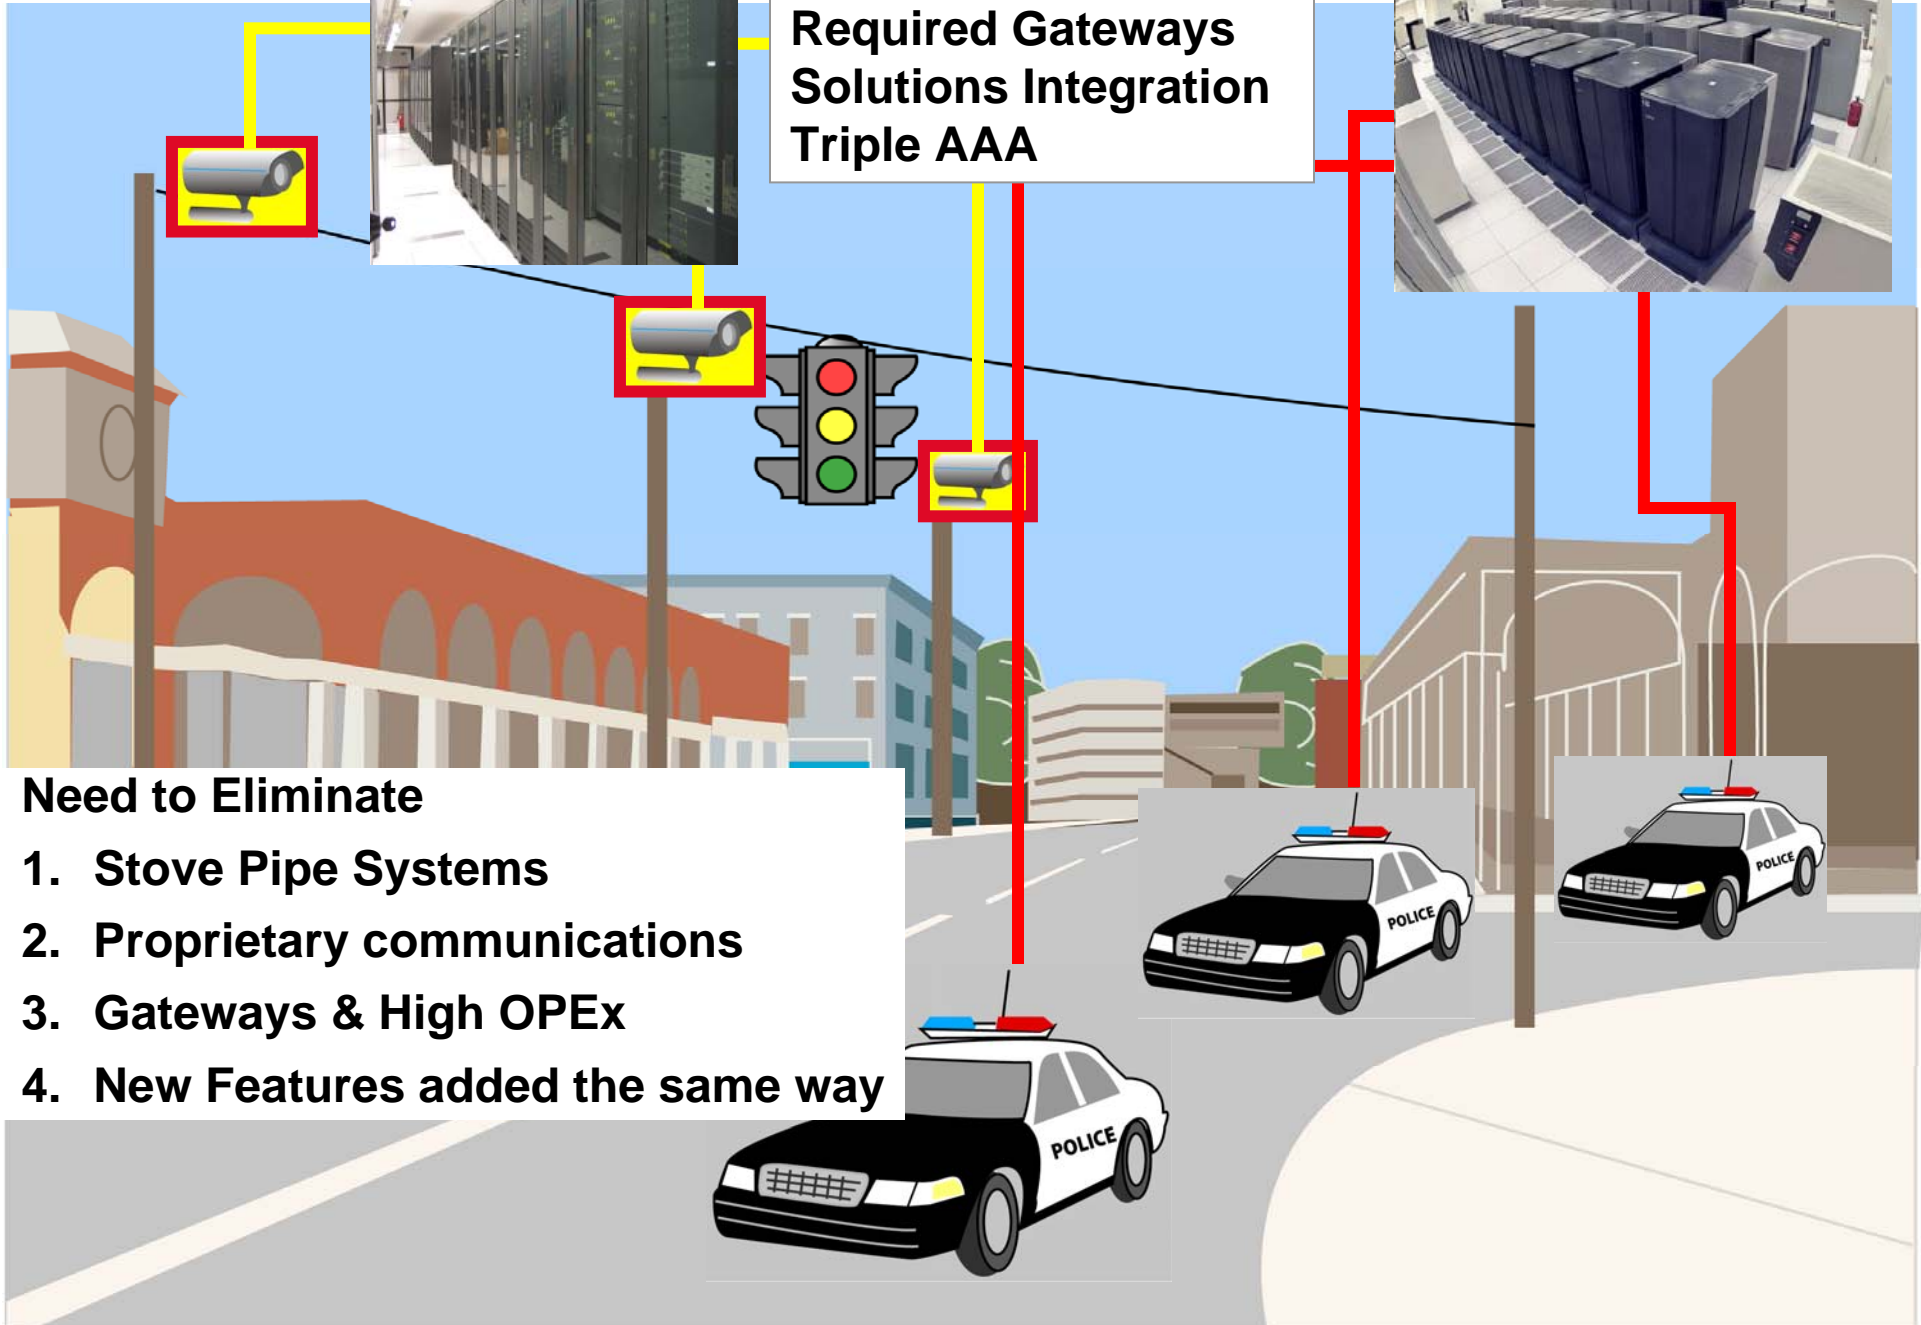 Required Gateways
Solutions Integration
Triple AAA
Need to Eliminate
1. Stove Pipe Systems
2. Proprietary communications
3. Gateways & High OPEx
4. New Features added the same way
POLICE
POLICE
POLICE